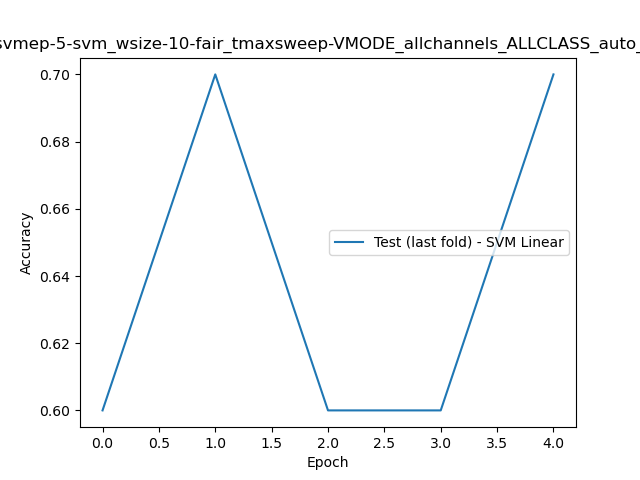 svmep-5-svm_wsize-10-fair_tmaxsweep-VMODE_allchannels_ALLCLASS_auto_
0.70
0.68
0.66
0.64
0.62
0.60
Accuracy
Test (last fold) - SVM Linear
0.0 0.5 1.0 1.5 2.0 2.5 3.0 3.5 4.0
Epoch